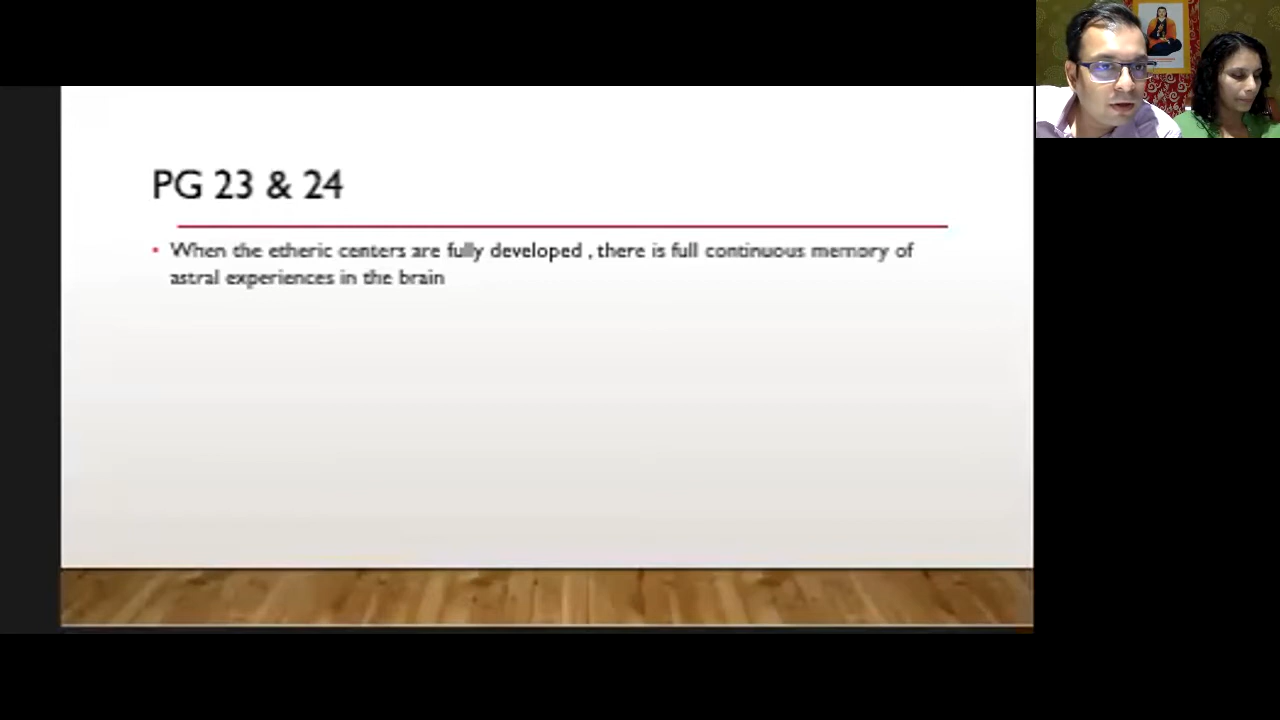 PG 23 & 24
• When the etheric centers are fully developed , there is full continuous memory of
astral experiences in the brain